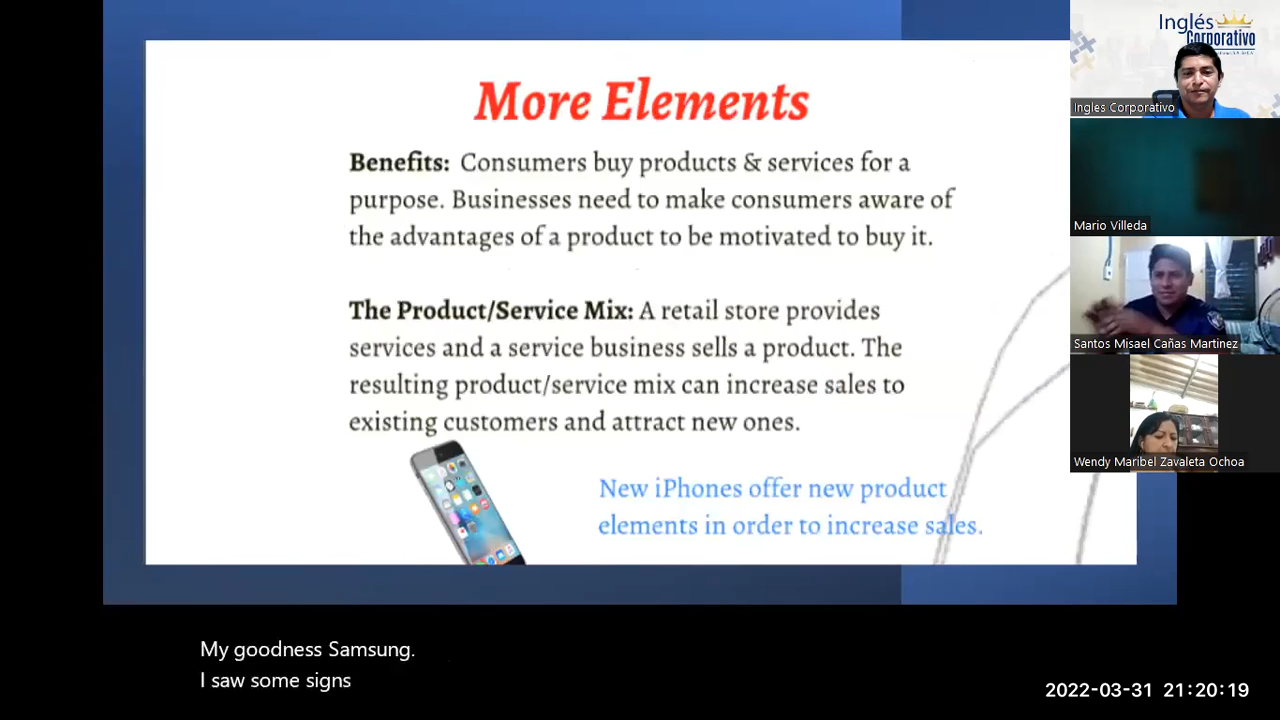 More Elements
Benefits: Consumers buy products & services for a
purpose. Businesses need to make consumers aware of
the advantages of a product to be motivated to buy it.
The Product/Service Mix: A retail store provides
services and a service business sells a product. The
resulting product/service mix can increase sales to
existing customers and attract new ones.
New iPhones offer new product
elements in order to increase sales.
Inglés
Corporativo
Ingles Corporativo
Mario Villeda
Santos Misael Cañas Martinez
Wendy Maribel Zavaleta Ochoa
My goodness Samsung.
I saw some signs
2022-03-31 21:20:19